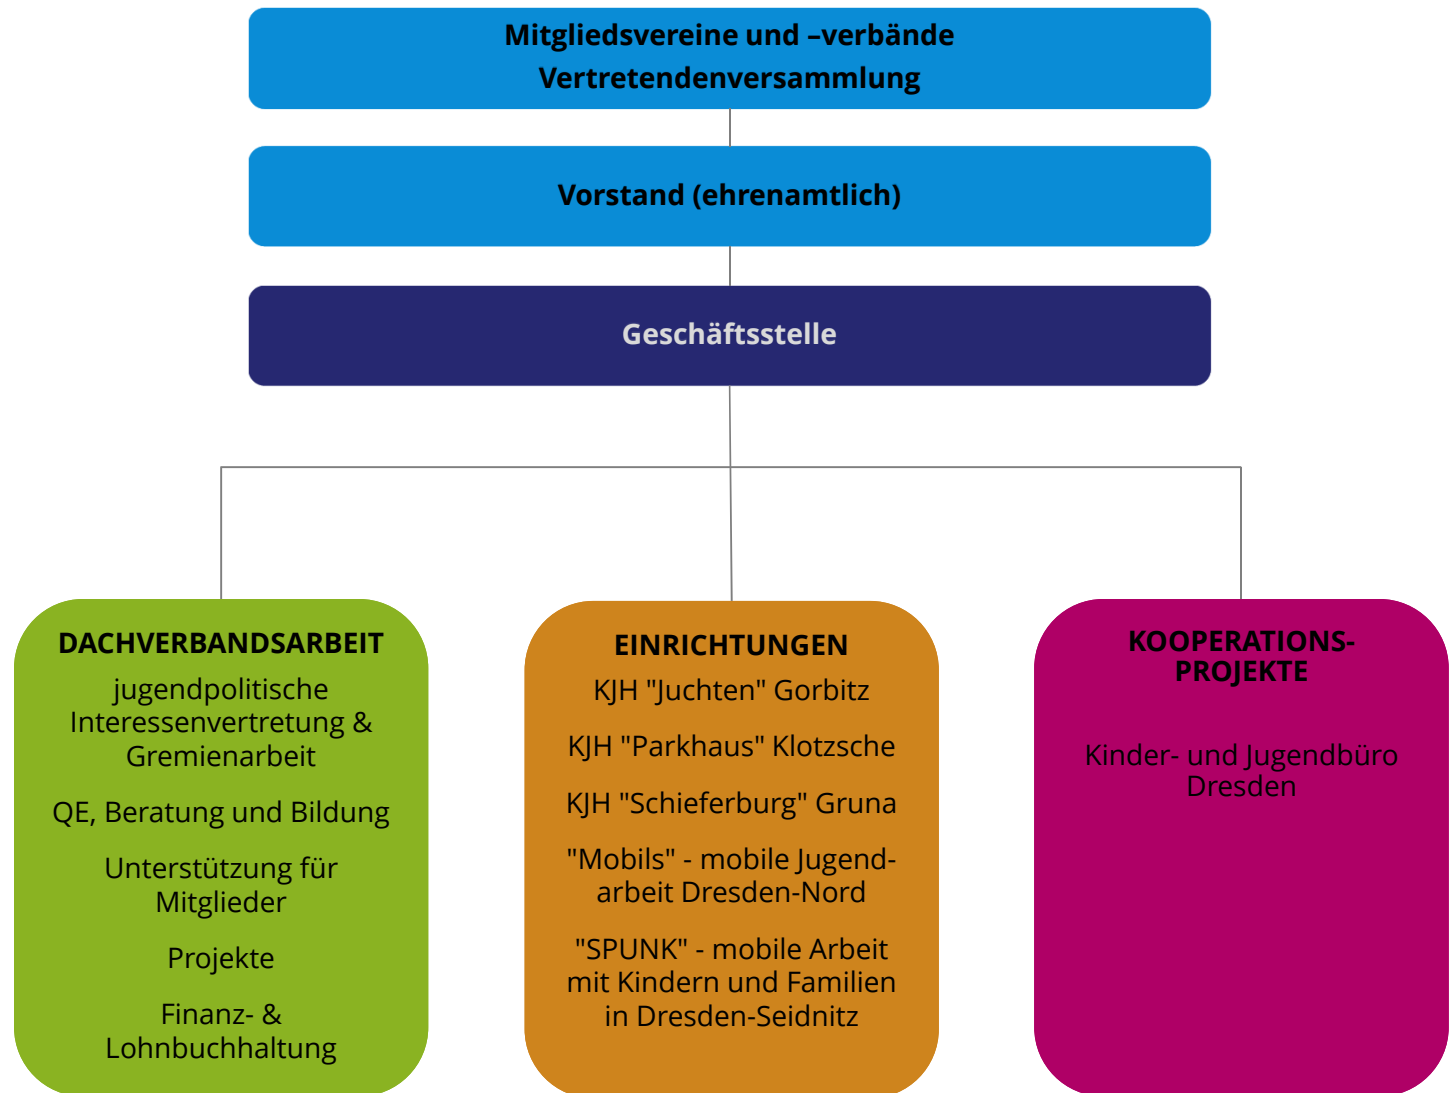 Mitgliedsvereine und –verbände
Vertretendenversammlung
Vorstand (ehrenamtlich)
Geschäftsstelle
DACHVERBANDSARBEIT
jugendpolitische
Interessenvertretung &
Gremienarbeit
QE, Beratung und Bildung
Unterstützung für
Mitglieder
Projekte
Finanz- &
Lohnbuchhaltung
EINRICHTUNGEN
KJH "Juchten" Gorbitz
KJH "Parkhaus" Klotzsche
KJH "Schieferburg" Gruna
"Mobils" - mobile Jugend-
arbeit Dresden-Nord
"SPUNK" - mobile Arbeit
mit Kindern und Familien
in Dresden-Seidnitz
KOOPERATIONS-
PROJEKTE
Kinder- und Jugendbüro
Dresden